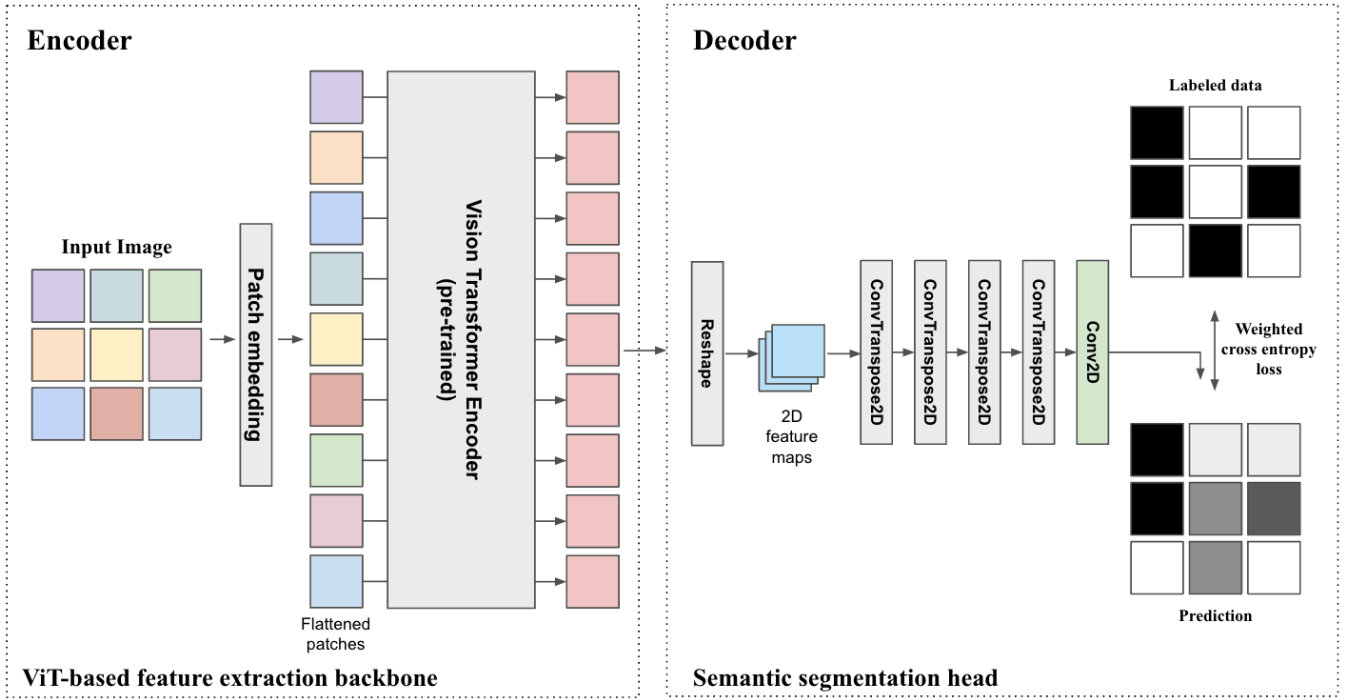 Encoder
Input Image
Patch embedding
Flattened
patches
Vision Transformer Encoder
(pre-trained)
ViT-based feature extraction backbone
Decoder
Reshape
2D
feature
maps
ConvTranspose2D
ConvTranspose2D
ConvTranspose2D
ConvTranspose2D
Conv2D
Labeled data
Weighted
cross entropy
loss
Prediction
Semantic segmentation head